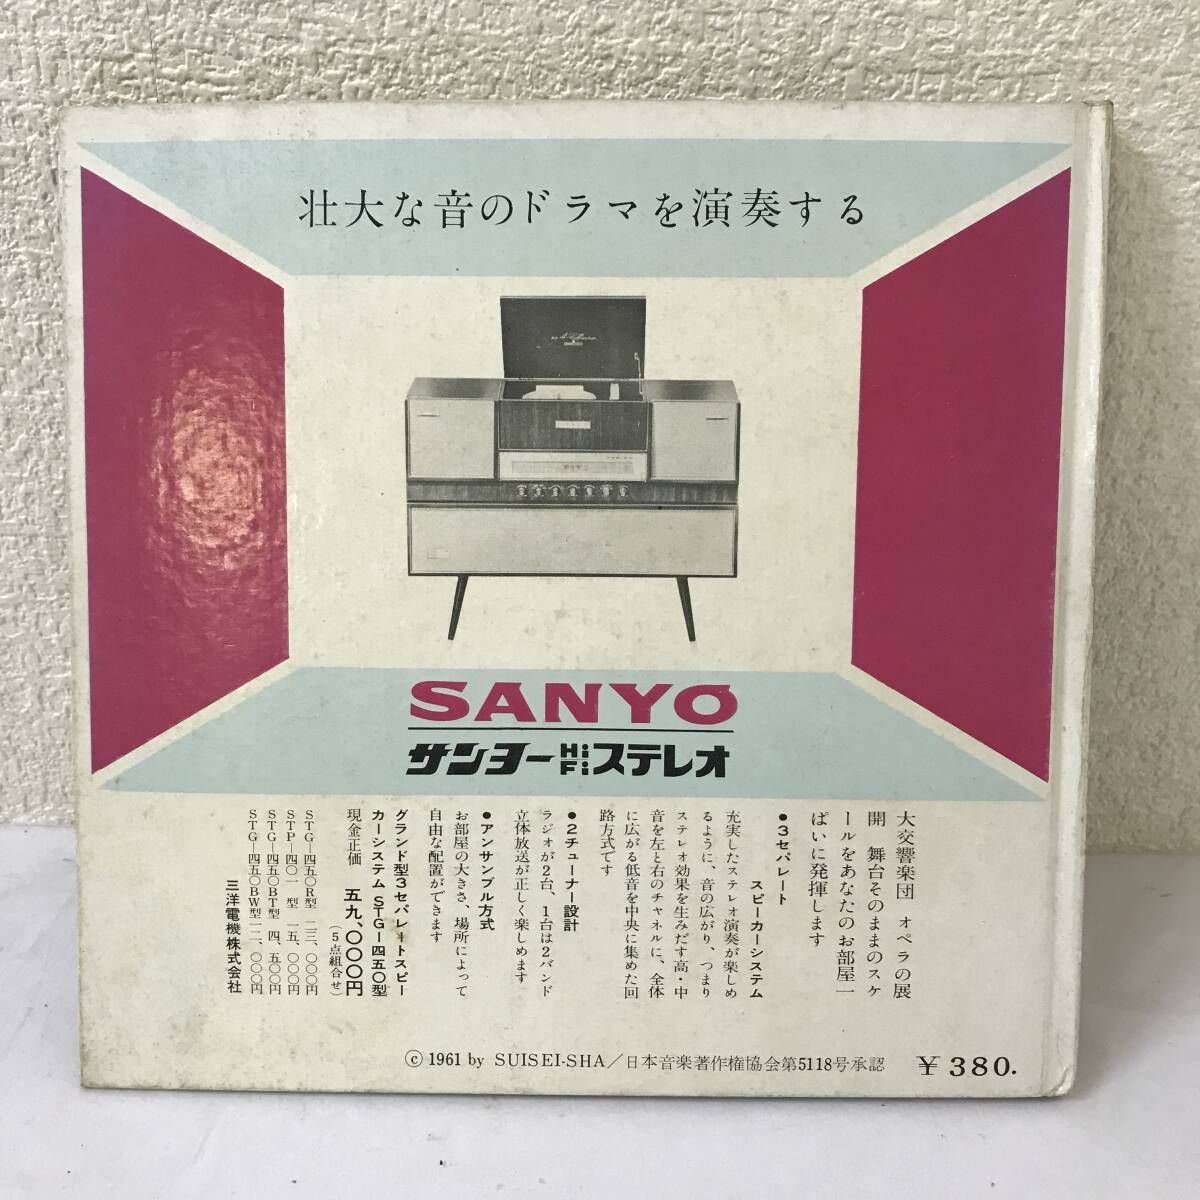 壮大な音のドラマを演奏する
SANYO
サンヨーHiFiステレオ
大交響楽団 オペラの展
開 舞台そのままのスケ
ールをあなたのお部屋一
ぱいに発揮します
●3セパレート
スピーカーシステム
充実したステレオ演奏が楽しめ
るように、音の広がり、つまり
ステレオ効果を生みだす高・中
音を左と右のチャネルに、全体
に広がる低音を中央に集めた回
路方式です
●2チューナー設計
ラジオが2台、1台は2バンド
立体放送が正しく楽しめます
●アンサンブル方式
お部屋の大きさ、場所によって
自由な配置ができます
グランド型3セパレートスピー
カーシステム STG―四五〇型
現金正価 五九、〇〇〇円
(5点組合せ)
STG―四五〇R型 二三、〇〇〇円
STP―四〇一型 一五、〇〇〇円
STG―四五〇BT型 四、五〇〇円
STG―四五〇BW型 一一、〇〇〇円
三洋電機株式会社
© 1961 by SUISEI-SHA/日本音楽著作権協会第5118号承認
¥380.